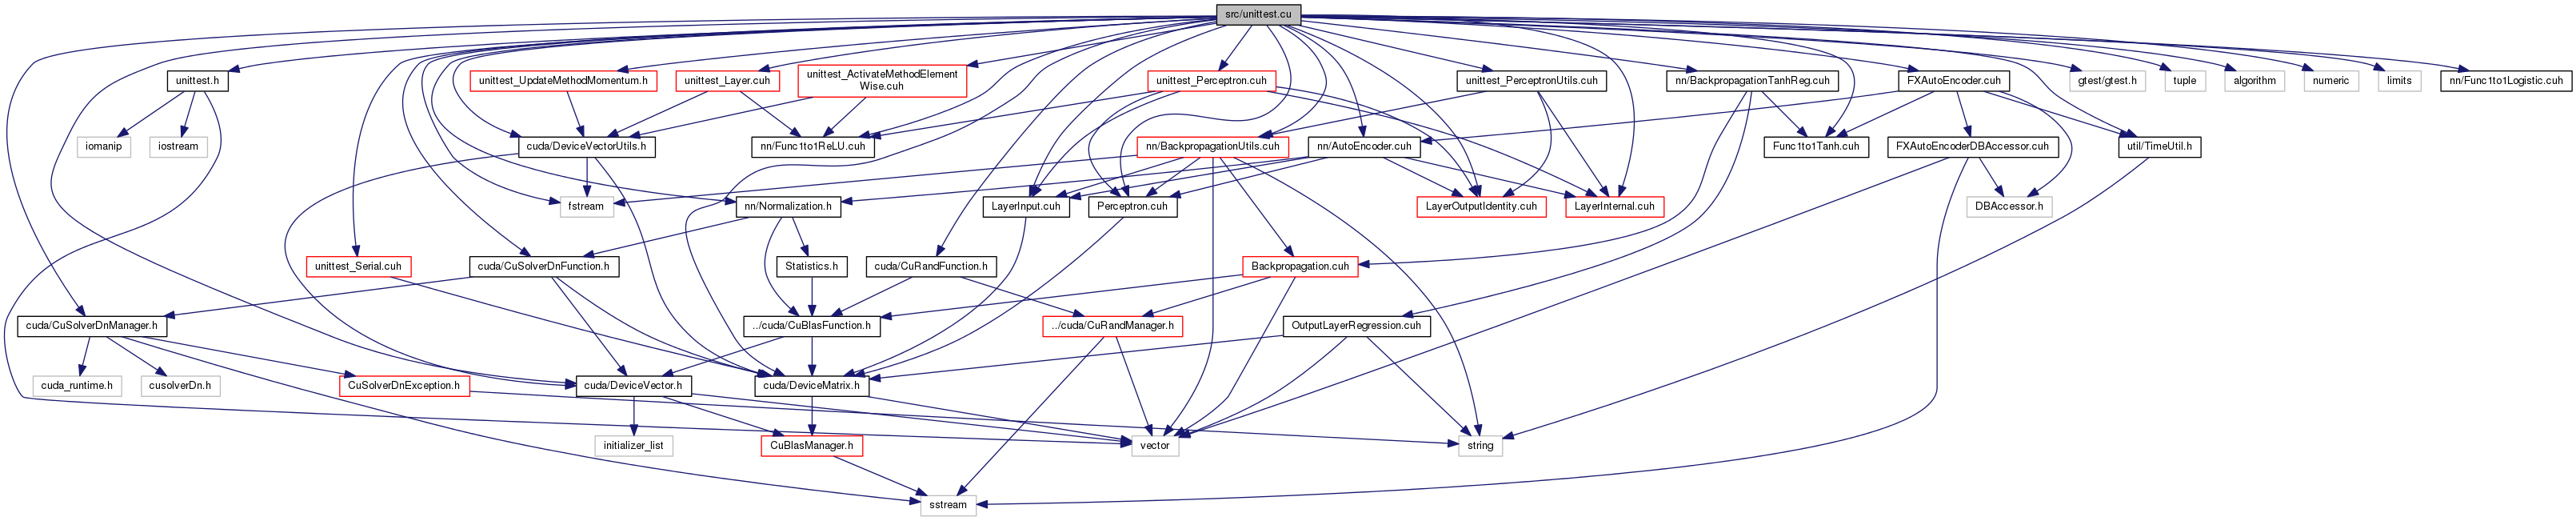 src/unittest.cu
unittest.h
unittest_UpdateMethodMomentum.h
unittest_Layer.cuh
unittest_ActivateMethodElement
Wise.cuh
unittest_Perceptron.cuh
unittest_PerceptronUtils.cuh
nn/BackpropagationTanhReg.cuh
FXAutoEncoder.cuh
gtest/gtest.h
tuple
algorithm
numeric
limits
nn/Func1to1Logistic.cuh
iomanip
iostream
cuda/DeviceVectorUtils.h
nn/Func1to1ReLU.cuh
nn/BackpropagationUtils.cuh
nn/AutoEncoder.cuh
Func1to1Tanh.cuh
FXAutoEncoderDBAccessor.cuh
util/TimeUtil.h
fstream
nn/Normalization.h
LayerInput.cuh
Perceptron.cuh
LayerOutputIdentity.cuh
LayerInternal.cuh
DBAccessor.h
unittest_Serial.cuh
cuda/CuSolverDnFunction.h
Statistics.h
cuda/CuRandFunction.h
Backpropagation.cuh
cuda/CuSolverDnManager.h
../cuda/CuBlasFunction.h
../cuda/CuRandManager.h
OutputLayerRegression.cuh
cuda_runtime.h
cusolverDn.h
CuSolverDnException.h
cuda/DeviceVector.h
cuda/DeviceMatrix.h
initializer_list
CuBlasManager.h
vector
string
sstream